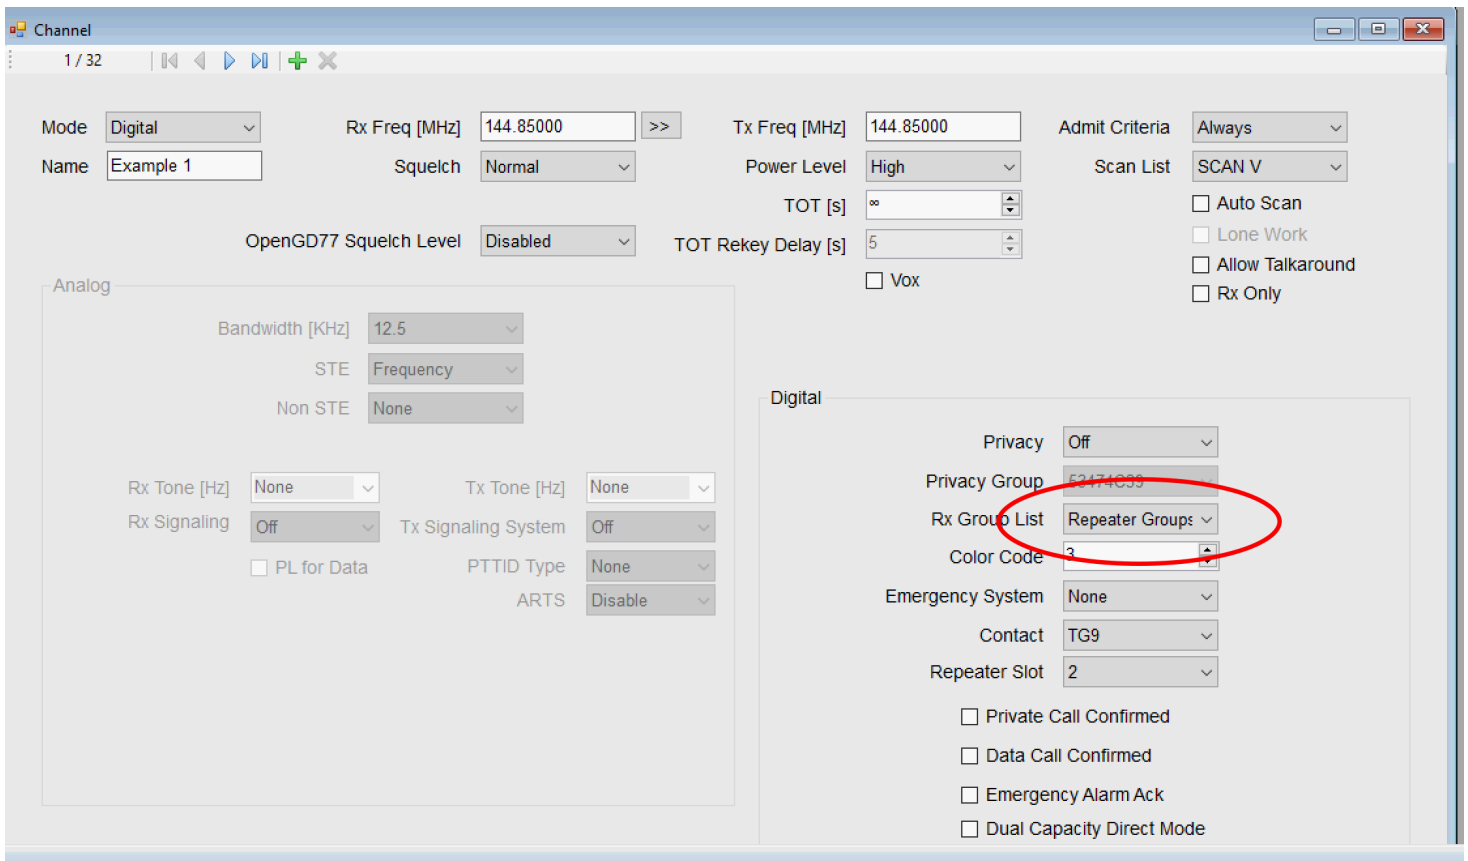 Channel
1 / 32
Mode Digital Rx Freq [MHz] 144.85000 >> Tx Freq [MHz] 144.85000 Admit Criteria Always
Name Example 1 Squelch Normal Power Level High Scan List SCAN V
TOT [s] ∞ Auto Scan
OpenGD77 Squelch Level Disabled TOT Rekey Delay [s] 5 Lone Work
Vox Allow Talkaround
Rx Only
Analog
Bandwidth [KHz] 12.5
STE Frequency
Non STE None
Rx Tone [Hz] None Tx Tone [Hz] None
Rx Signaling Off Tx Signaling System Off
PL for Data PTTID Type None
ARTS Disable
Digital
Privacy Off
Privacy Group 53474C39
Rx Group List Repeater Groups
Color Code 3
Emergency System None
Contact TG9
Repeater Slot 2
Private Call Confirmed
Data Call Confirmed
Emergency Alarm Ack
Dual Capacity Direct Mode